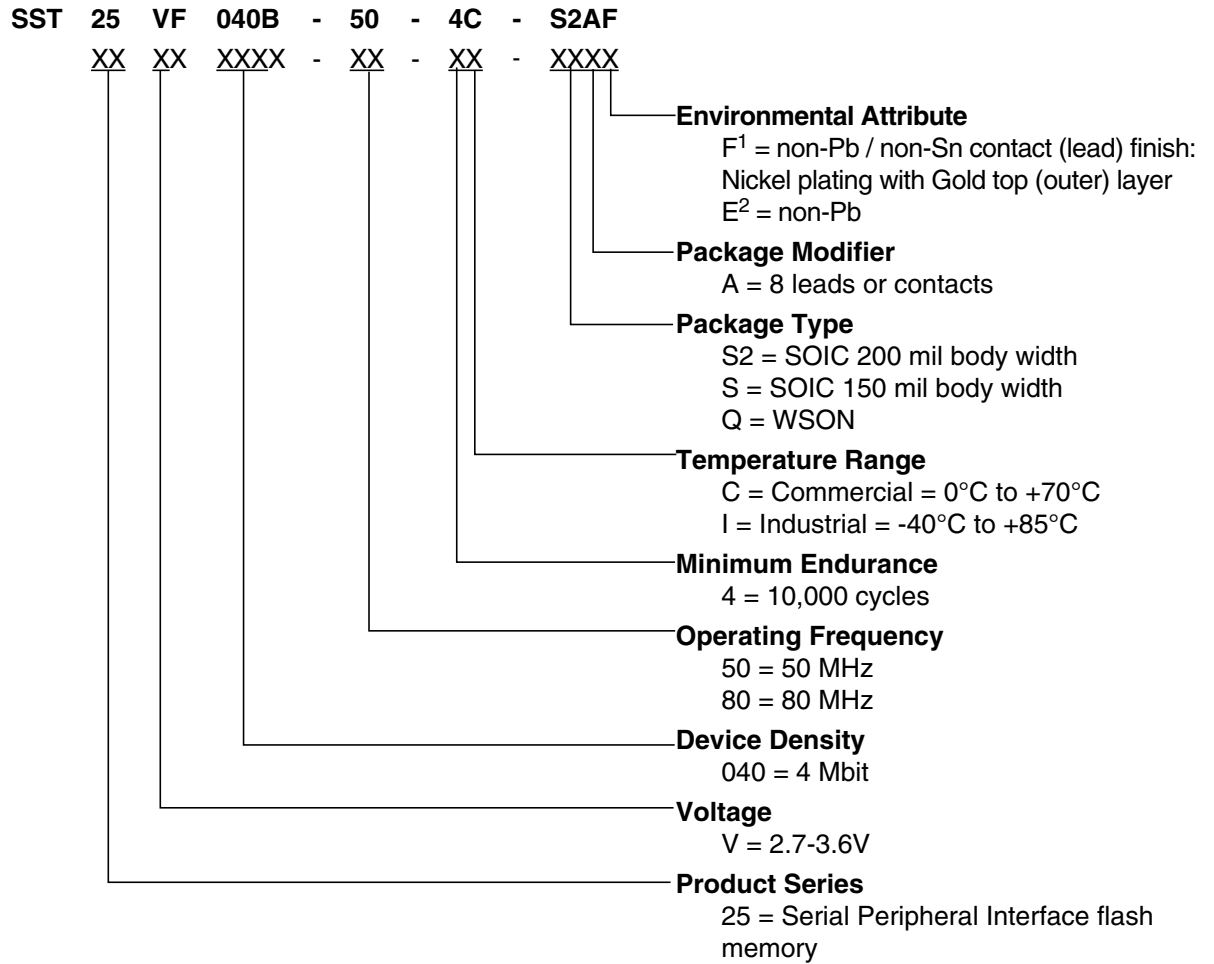 SST 25 VF 040B - 50 - 4C - S2AF
XX XX XXXX - XX - XX - XXXX
Environmental Attribute
F1 = non-Pb / non-Sn contact (lead) finish:
Nickel plating with Gold top (outer) layer
E2 = non-Pb
Package Modifier
A = 8 leads or contacts
Package Type
S2 = SOIC 200 mil body width
S = SOIC 150 mil body width
Q = WSON
Temperature Range
C = Commercial = 0°C to +70°C
I = Industrial = -40°C to +85°C
Minimum Endurance
4 = 10,000 cycles
Operating Frequency
50 = 50 MHz
80 = 80 MHz
Device Density
040 = 4 Mbit
Voltage
V = 2.7-3.6V
Product Series
25 = Serial Peripheral Interface flash
memory